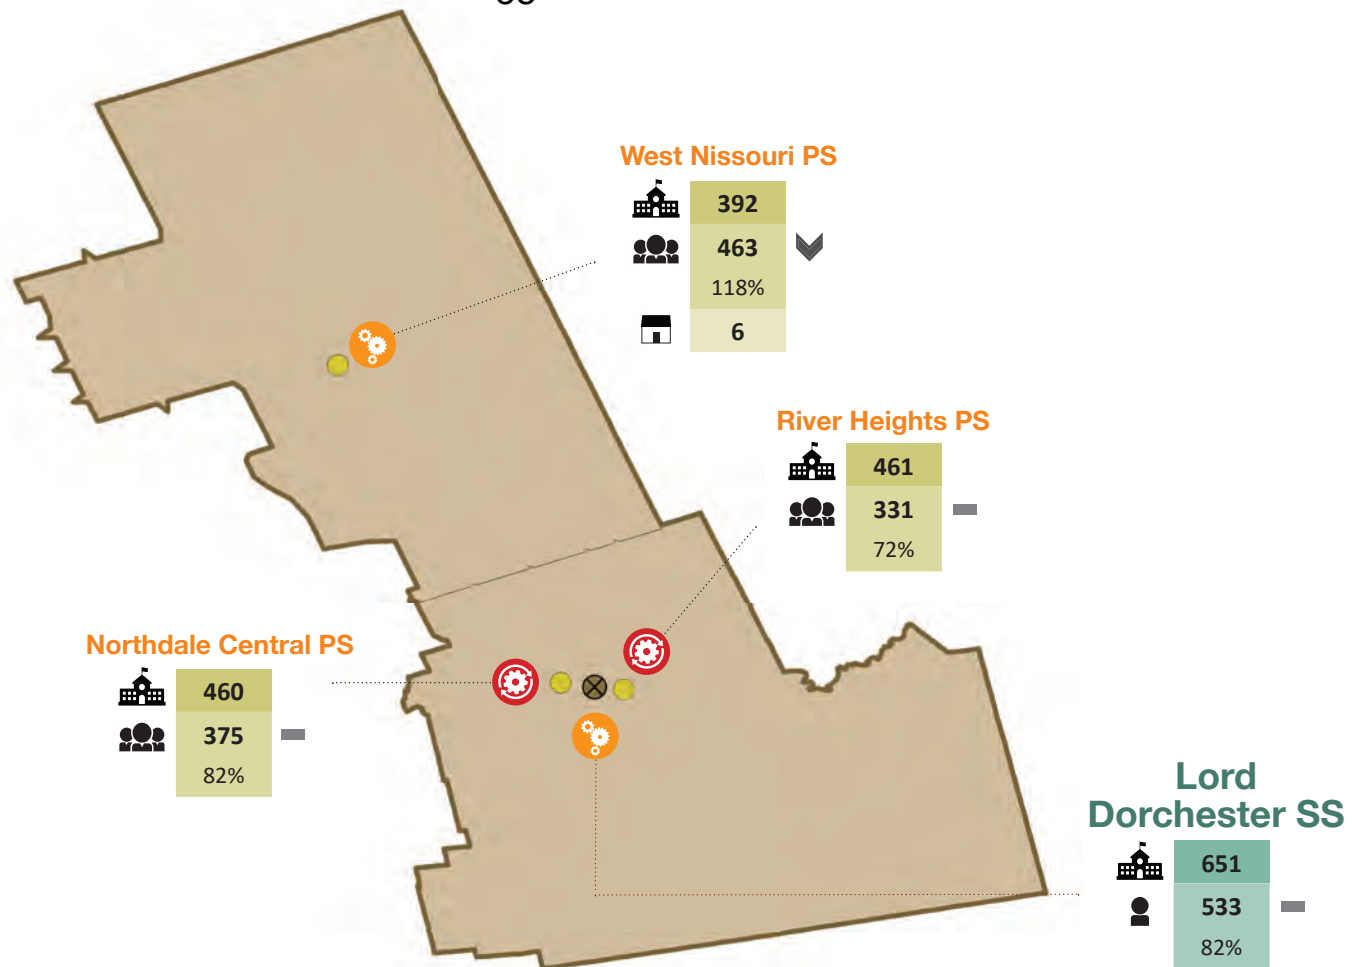 West Nissouri PS
392
463
118%
6
River Heights PS
461
331
72%
Northdale Central PS
460
375
82%
Lord
Dorchester SS
651
533
82%